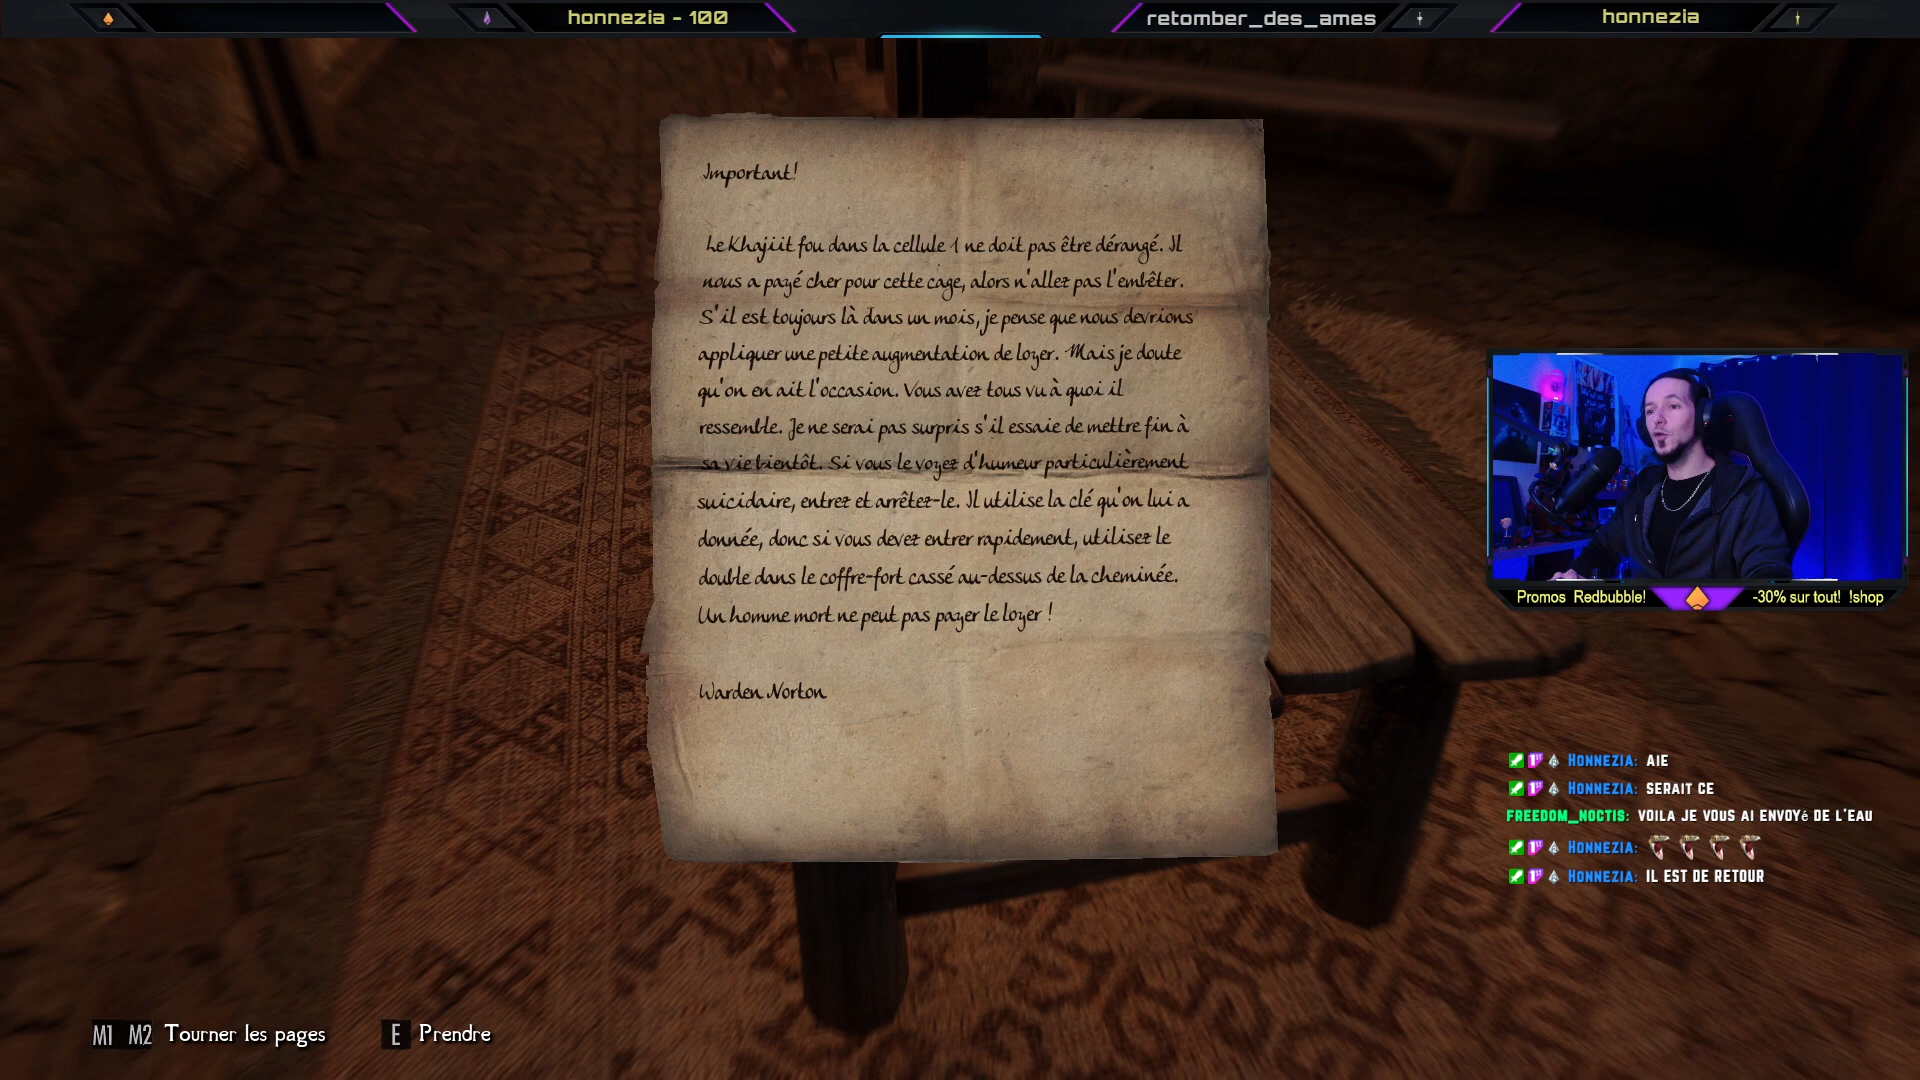 honnezia - 100
retomber_des_ames
honnezia
Important!
Le Khajiit fou dans la cellule 1 ne doit pas être dérangé. Il
nous a payé cher pour cette cage, alors n'allez pas l'embêter.
S'il est toujours là dans un mois, je pense que nous devrions
appliquer une petite augmentation de loyer. Mais je doute
qu'on en ait l'occasion. Vous avez tous vu à quoi il
ressemble. Je ne serai pas surpris s'il essaie de mettre fin à
sa vie bientôt. Si vous le voyez d'humeur particulièrement
suicidaire, entrez et arrêtez-le. Il utilise la clé qu'on lui a
donnée, donc si vous devez entrer rapidement, utilisez le
double dans le coffre-fort cassé au-dessus de la cheminée.
Un homme mort ne peut pas payer le loyer !
Warden Norton
Promos Redbubble! -30% sur tout! !shop
Honnezia: AIE
Honnezia: SERAIT CE
FREEDOM_NOCTIS: VOILA JE VOUS AI ENVOYé DE L'EAU
Honnezia:
Honnezia: IL EST DE RETOUR
M1 M2 Tourner les pages E Prendre